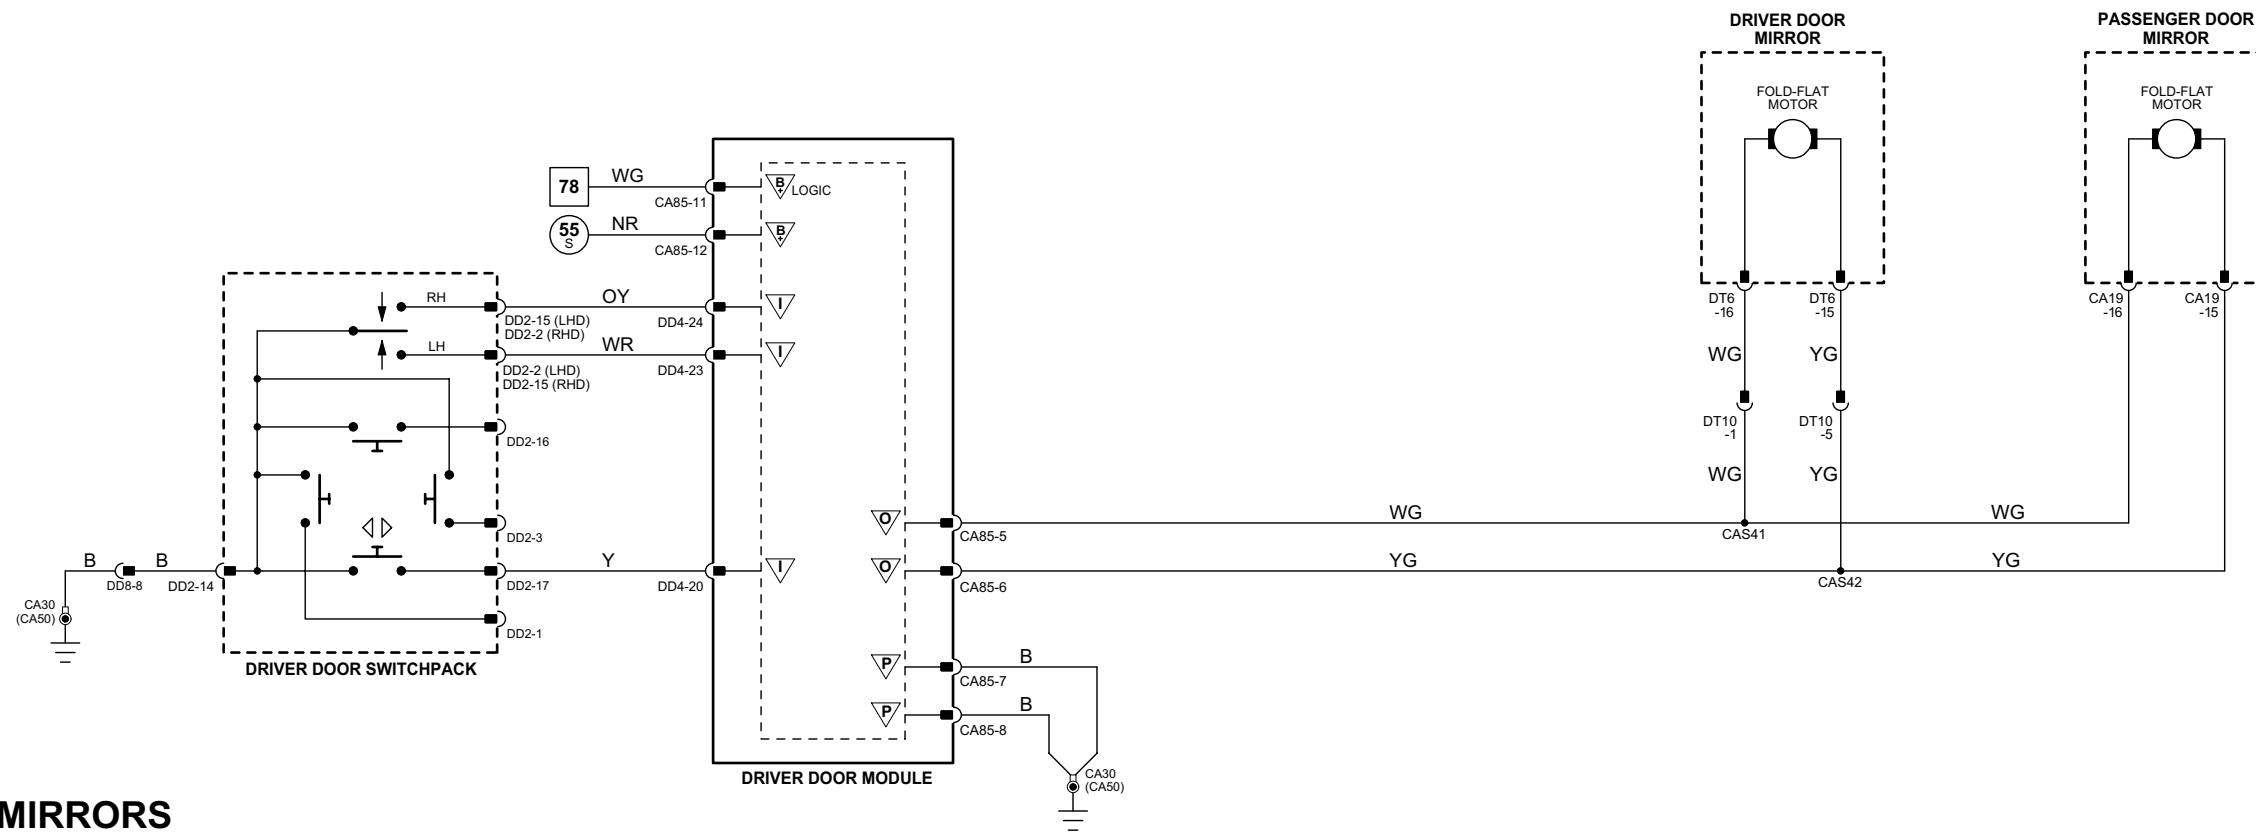 DRIVER DOOR
MIRROR
PASSENGER DOOR
MIRROR
FOLD-FLAT
MOTOR
FOLD-FLAT
MOTOR
78
WG
CA85-11
B
+
LOGIC
55
S
NR
CA85-12
B
+
RH
DD2-15 (LHD)
DD2-2 (RHD)
OY
DD4-24
I
LH
DD2-2 (LHD)
DD2-15 (RHD)
WR
DD4-23
I
DT6
-16
DT6
-15
CA19
-16
CA19
-15
WG
YG
DT10
-1
DT10
-5
WG
YG
DD2-16
DD2-3
O
CA85-5
WG
CAS41
WG
B
DD8-8
B
DD2-14
DD2-17
Y
DD4-20
I
O
CA85-6
YG
CAS42
YG
CA30
(CA50)
DD2-1
DRIVER DOOR SWITCHPACK
P
CA85-7
B
P
CA85-8
B
CA30
(CA50)
DRIVER DOOR MODULE
MIRRORS